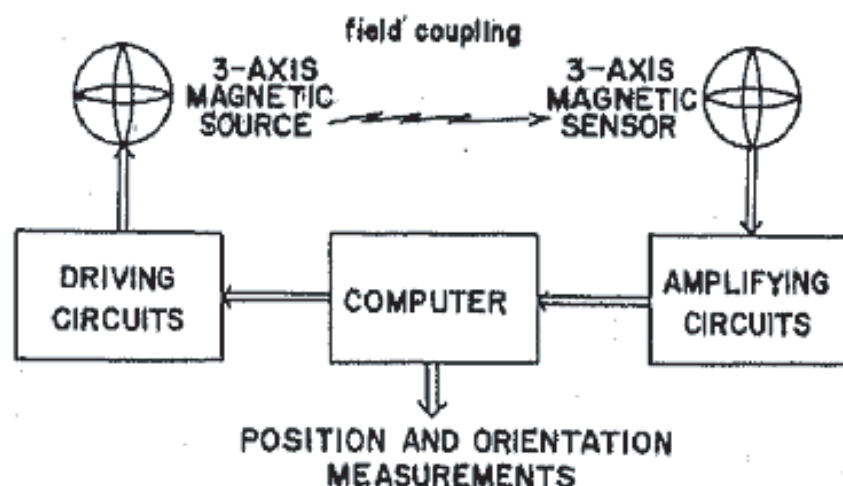 field coupling
3-AXIS
MAGNETIC
SOURCE
3-AXIS
MAGNETIC
SENSOR
DRIVING
CIRCUITS
COMPUTER
AMPLIFYING
CIRCUITS
POSITION AND ORIENTATION
MEASUREMENTS